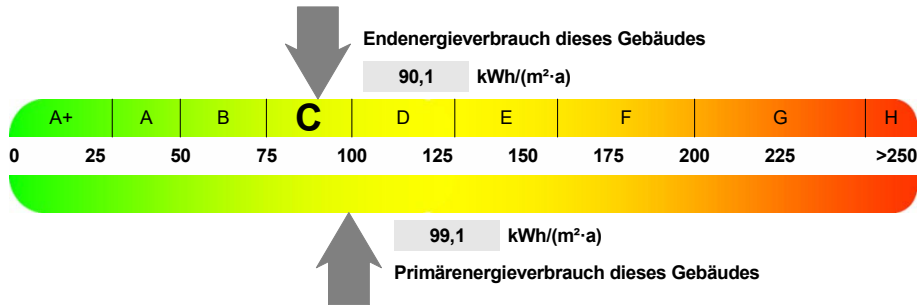 Endenergieverbrauch dieses Gebäudes
90,1 kWh/(m²·a)
A+ A B C D E F G H
0 25 50 75 100 125 150 175 200 225 >250
99,1 kWh/(m²·a)
Primärenergieverbrauch dieses Gebäudes